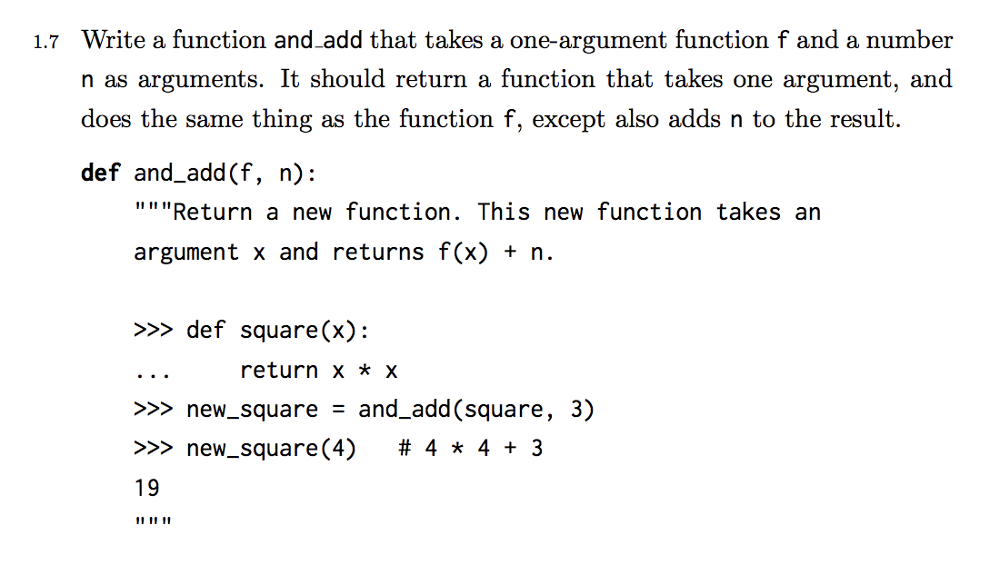 1.7 Write a function and_add that takes a one-argument function f and a number
n as arguments. It should return a function that takes one argument, and
does the same thing as the function f, except also adds n to the result.
def and_add(f, n):
    """Return a new function. This new function takes an
    argument x and returns f(x) + n.

    >>> def square(x):
    ...     return x * x
    >>> new_square = and_add(square, 3)
    >>> new_square(4)   # 4 * 4 + 3
    19
    """